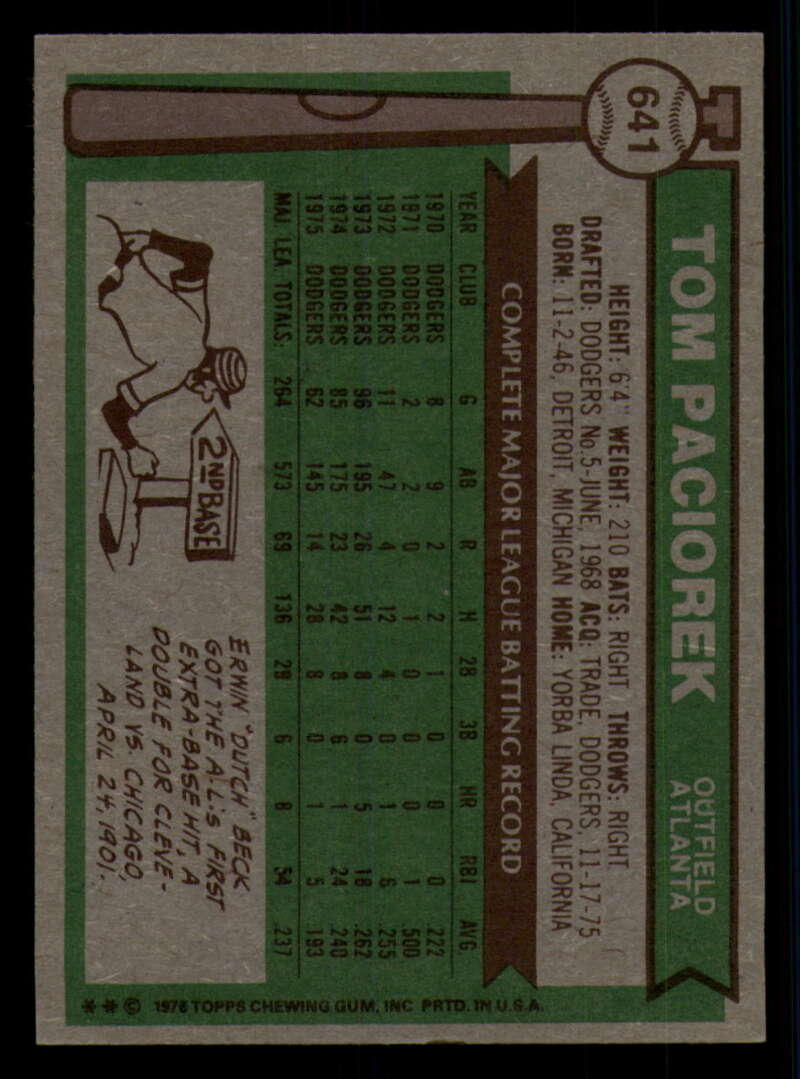 641
TOM PACIOREK
OUTFIELD
ATLANTA
HEIGHT: 6'4" WEIGHT: 210 BATS: RIGHT THROWS: RIGHT
DRAFTED: DODGERS No.5-JUNE, 1968 ACQ: TRADE, DODGERS, 11-17-75
BORN: 11-2-46, DETROIT, MICHIGAN HOME: YORBA LINDA, CALIFORNIA
COMPLETE MAJOR LEAGUE BATTING RECORD
YEAR CLUB G AB R H 2B 3B HR RBI AVG.
1970 DODGERS 8 9 2 2 1 0 0 0 .222
1971 DODGERS 2 2 0 1 0 0 0 1 .500
1972 DODGERS 11 47 4 12 4 0 1 6 .255
1973 DODGERS 96 195 26 51 8 0 5 18 .262
1974 DODGERS 85 175 23 42 8 6 1 24 .240
1975 DODGERS 62 145 14 28 8 0 1 5 .193
MAJ. LEA. TOTALS: 264 573 69 136 29 6 8 54 .237
2ND BASE
ERWIN "DUTCH" BECK
GOT THE A.L.'S FIRST
EXTRA-BASE HIT, A
DOUBLE FOR CLEVE-
LAND VS CHICAGO,
APRIL 24, 1901.
** © 1976 TOPPS CHEWING GUM, INC PRTD. IN U.S.A.